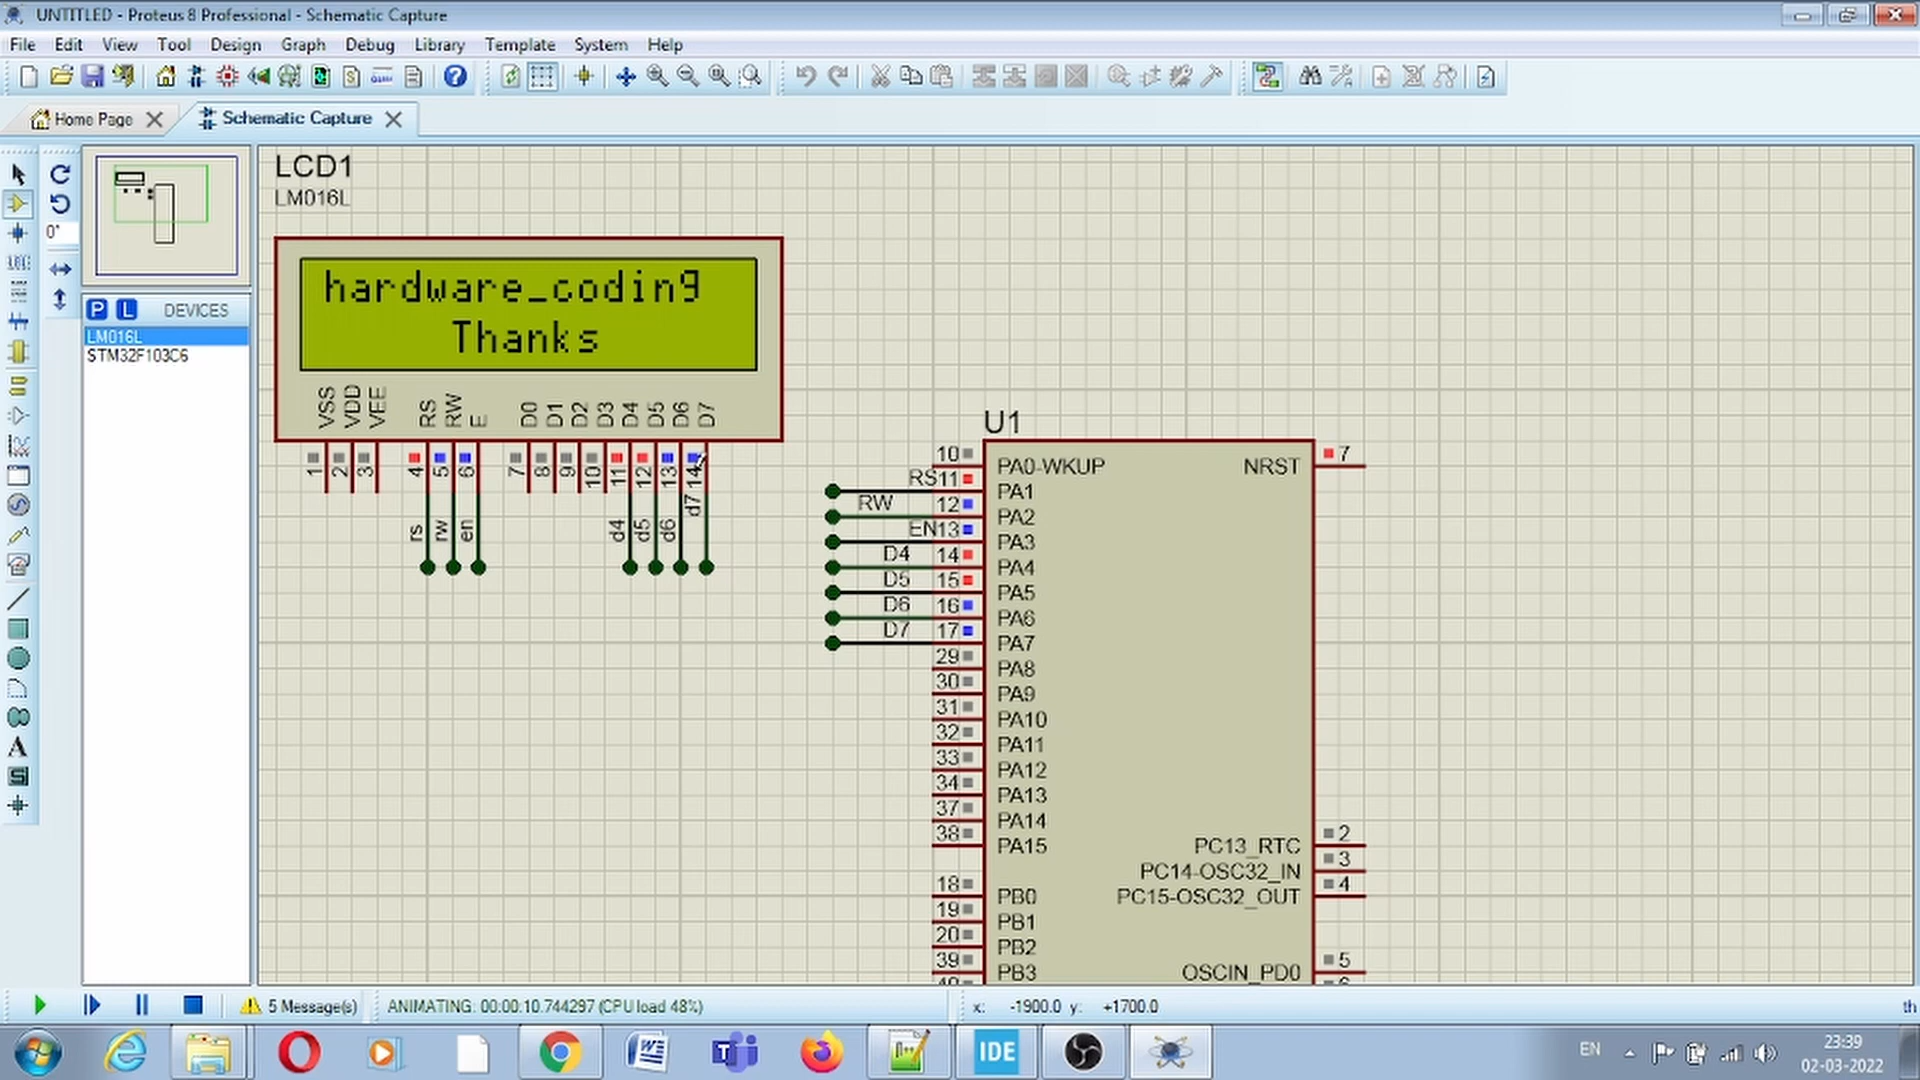 UNTITLED - Proteus 8 Professional - Schematic Capture
File Edit View Tool Design Graph Debug Library Template System Help
Home Page
Schematic Capture
0°
P L DEVICES
LM016L
STM32F103C6
LCD1
LM016L
hardware_coding
Thanks
VSS VDD VEE RS RW E D0 D1 D2 D3 D4 D5 D6 D7
1 2 3 4 5 6 7 8 9 10 11 12 13 14
rs rw en d4 d5 d6 d7
U1
10 PA0-WKUP NRST 7
RS 11 PA1
RW 12 PA2
EN 13 PA3
D4 14 PA4
D5 15 PA5
D6 16 PA6
D7 17 PA7
29 PA8
30 PA9
31 PA10
32 PA11
33 PA12
34 PA13
37 PA14
38 PA15 PC13_RTC 2
PC14-OSC32_IN 3
18 PB0 PC15-OSC32_OUT 4
19 PB1
20 PB2
39 PB3 OSCIN_PD0 5
5 Message(s) ANIMATING: 00:00:10.744297 (CPU load 48%) x: -1900.0 y: +1700.0 th
IDE
EN
23:39
02-03-2022